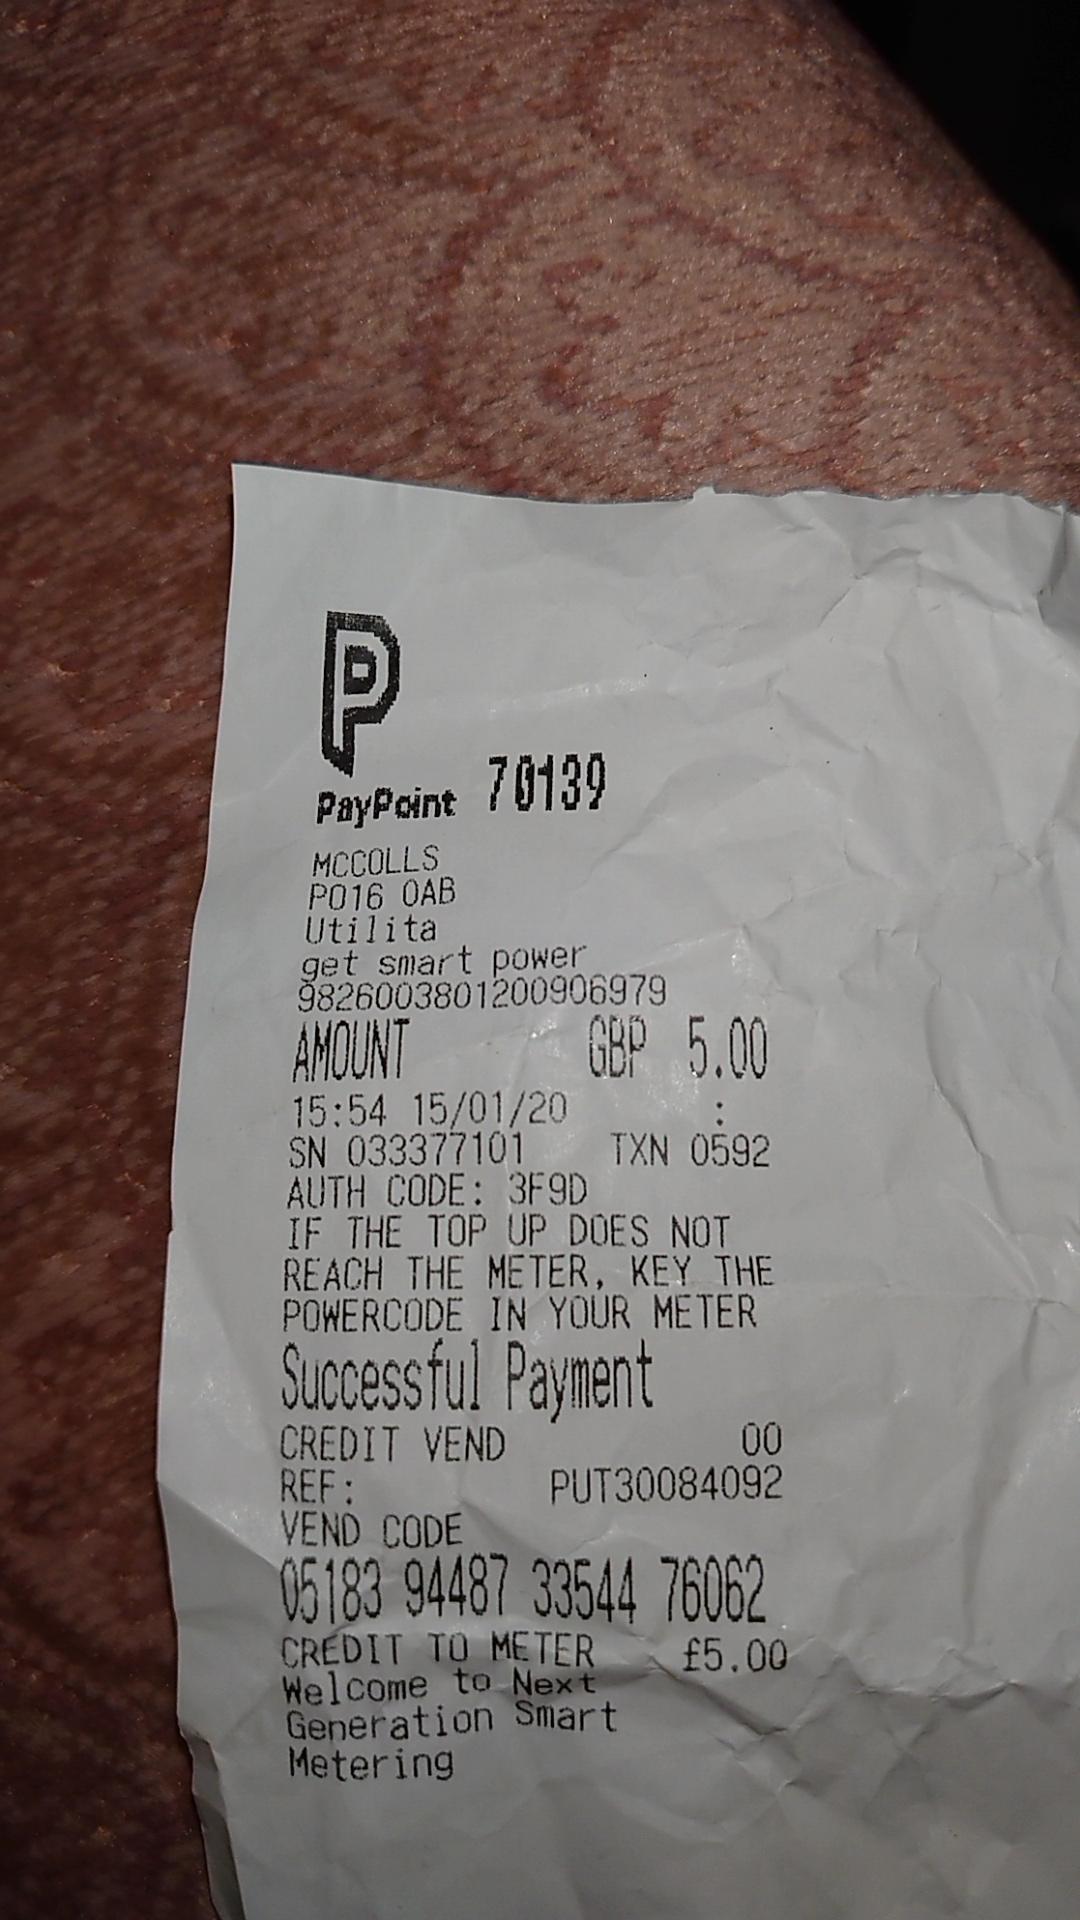 P
PayPoint 70139
MCCOLLS
PO16 0AB
Utilita
get smart power
9826003801200906979
AMOUNT GBP 5.00
15:54 15/01/20 :
SN 033377101 TXN 0592
AUTH CODE: 3F9D
IF THE TOP UP DOES NOT
REACH THE METER, KEY THE
POWERCODE IN YOUR METER
Successful Payment
CREDIT VEND 00
REF: PUT30084092
VEND CODE
05183 94487 33544 76062
CREDIT TO METER £5.00
Welcome to Next
Generation Smart
Metering